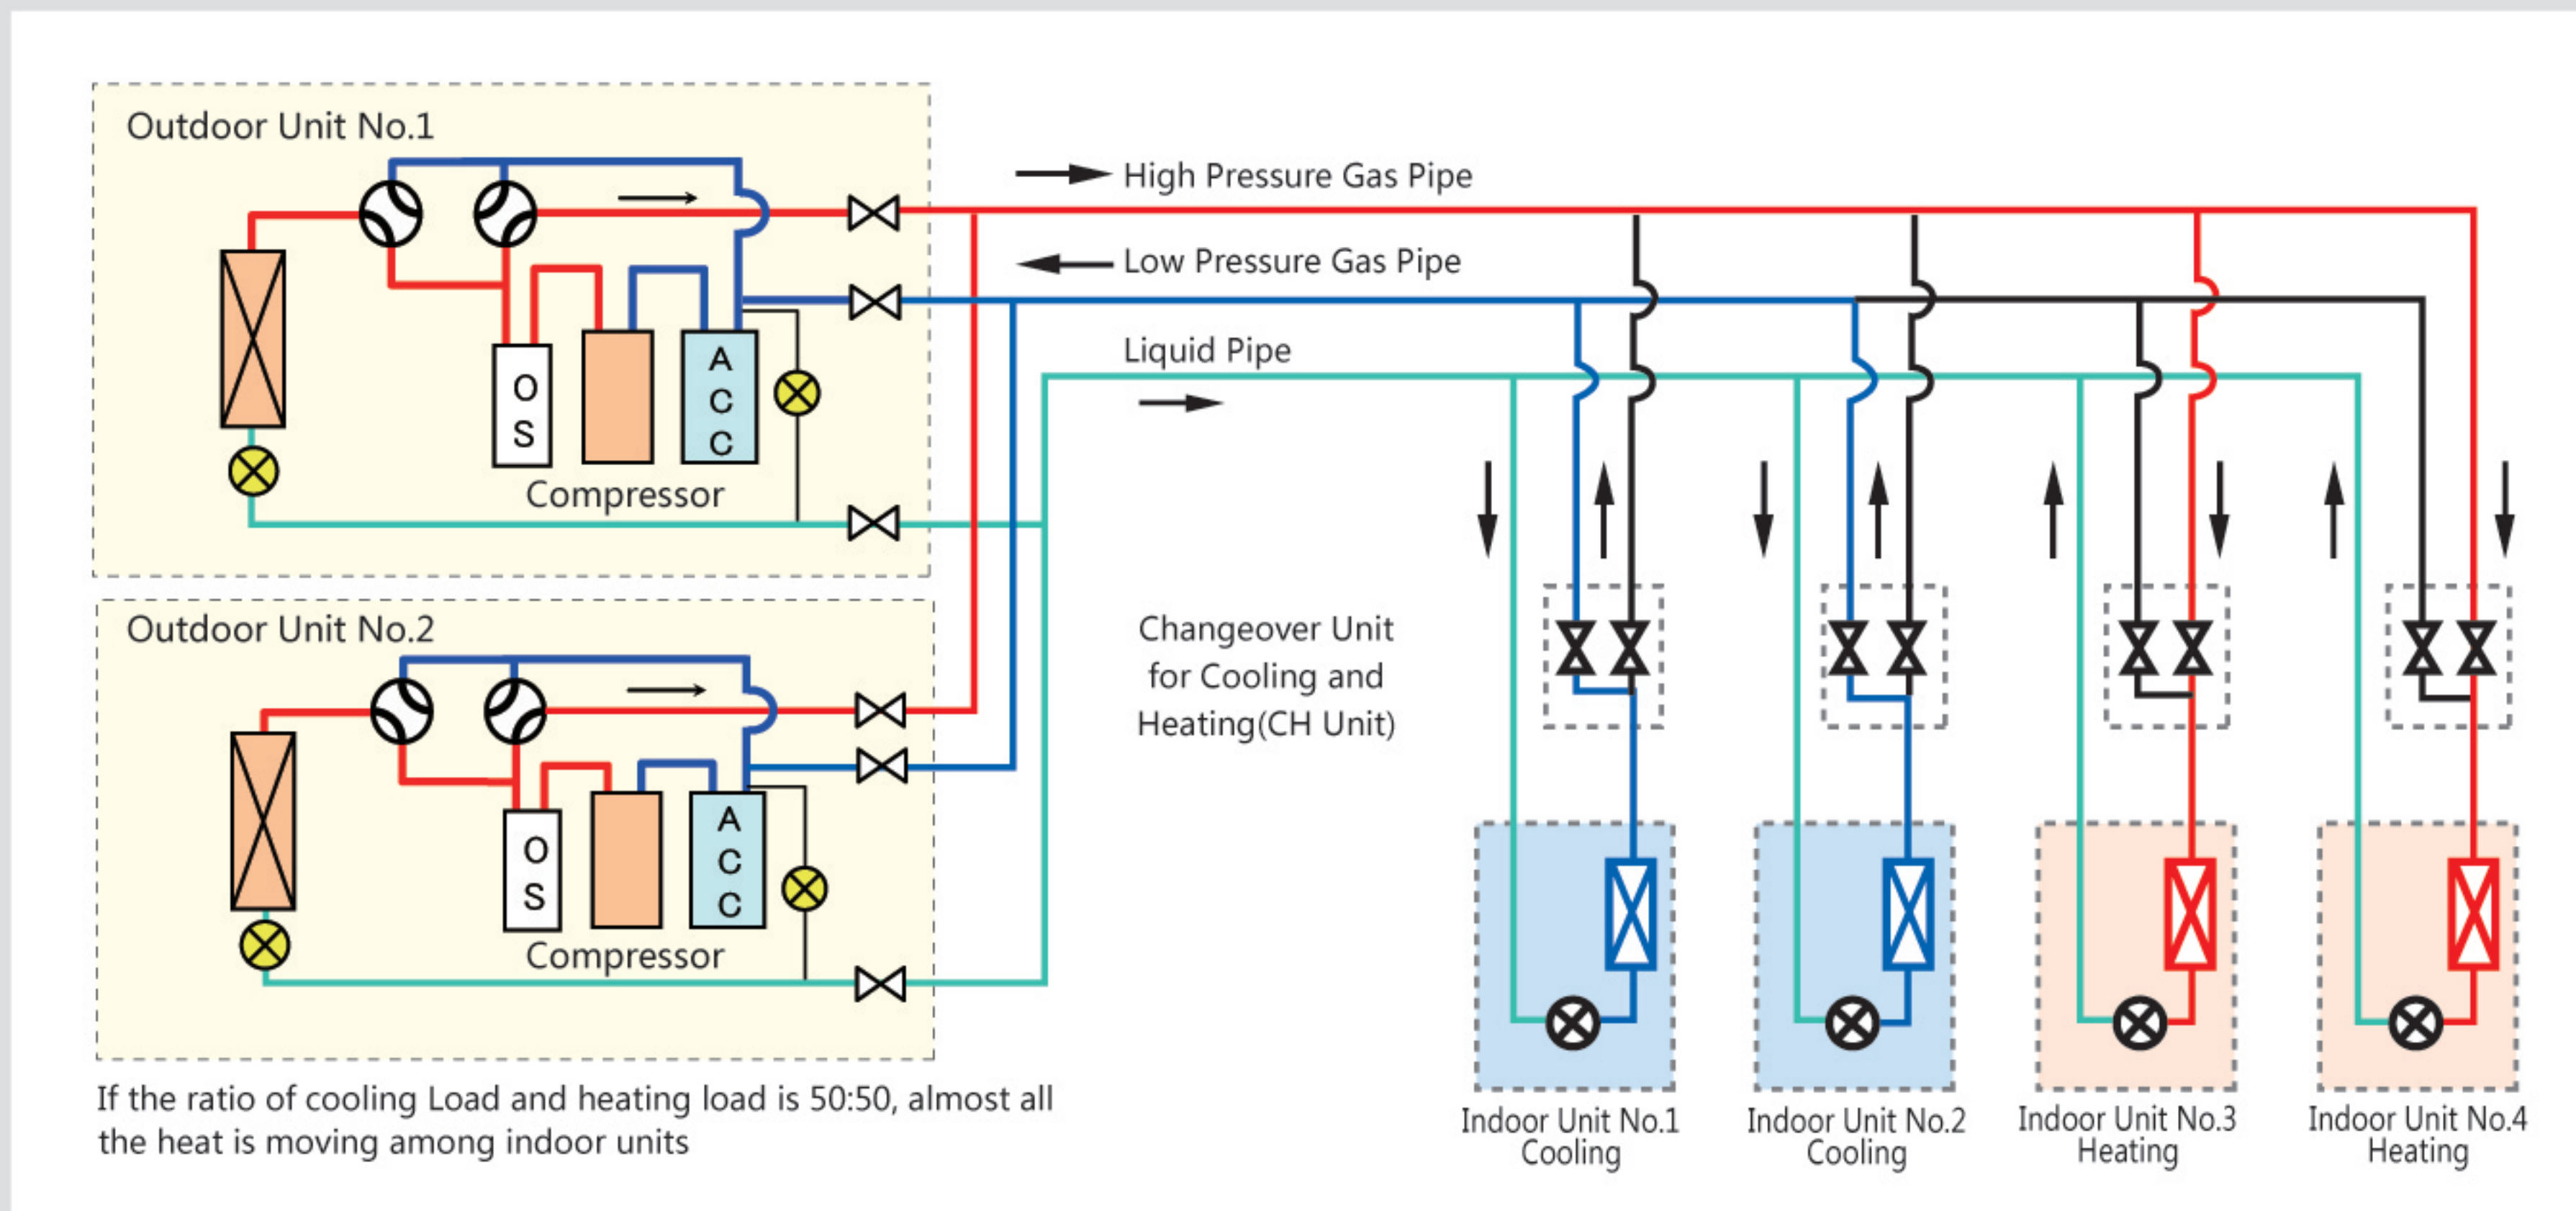 Outdoor Unit No.1
O
S
A
C
C
Compressor
High Pressure Gas Pipe
Low Pressure Gas Pipe
Liquid Pipe
Outdoor Unit No.2
O
S
A
C
C
Compressor
Changeover Unit
for Cooling and
Heating(CH Unit)
If the ratio of cooling Load and heating load is 50:50, almost all
the heat is moving among indoor units
Indoor Unit No.1
Cooling
Indoor Unit No.2
Cooling
Indoor Unit No.3
Heating
Indoor Unit No.4
Heating